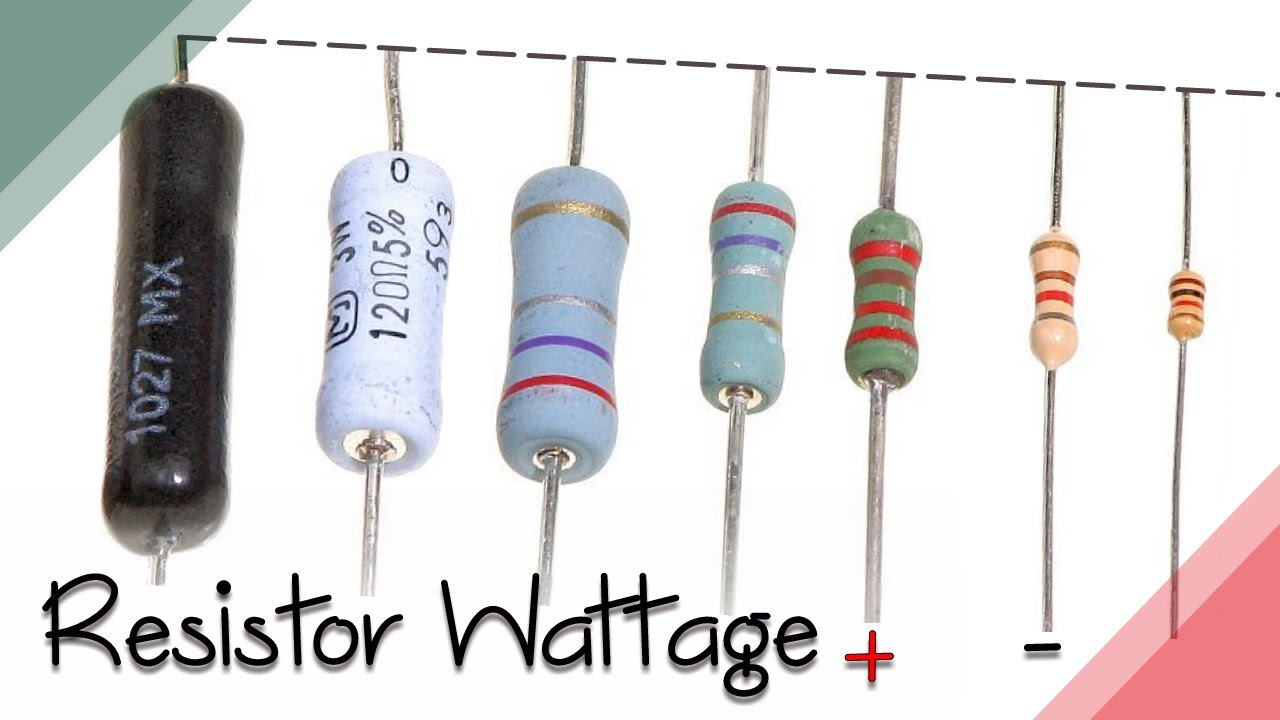 1027 MX
0
3W
120Ω5%
593
M
Resistor Wattage + -